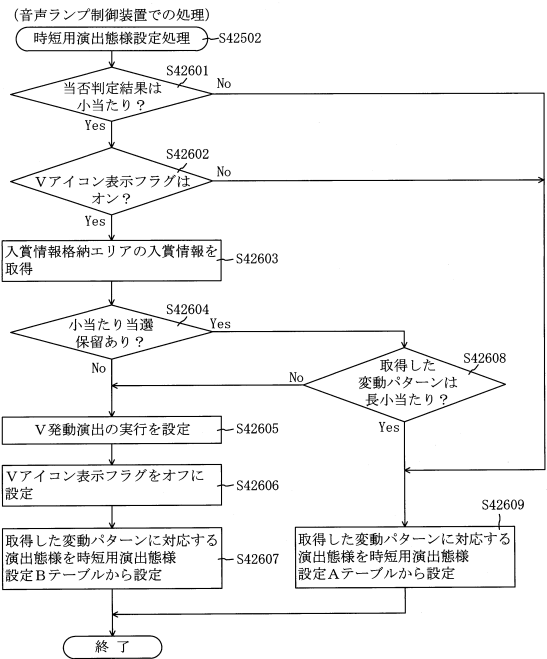 (音声ランプ制御装置での処理)
時短用演出態様設定処理
S42502
S42601
当否判定結果は
小当たり？
No
Yes
S42602
Vアイコン表示フラグは
オン？
No
Yes
入賞情報格納エリアの入賞情報を
取得
S42603
S42604
小当たり当選
保留あり？
Yes
No
S42608
取得した
変動パターンは
長小当たり？
No
Yes
V発動演出の実行を設定
S42605
Vアイコン表示フラグをオフに
設定
S42606
取得した変動パターンに対応する
演出態様を時短用演出態様
設定Bテーブルから設定
S42607
S42609
取得した変動パターンに対応する
演出態様を時短用演出態様
設定Aテーブルから設定
終了